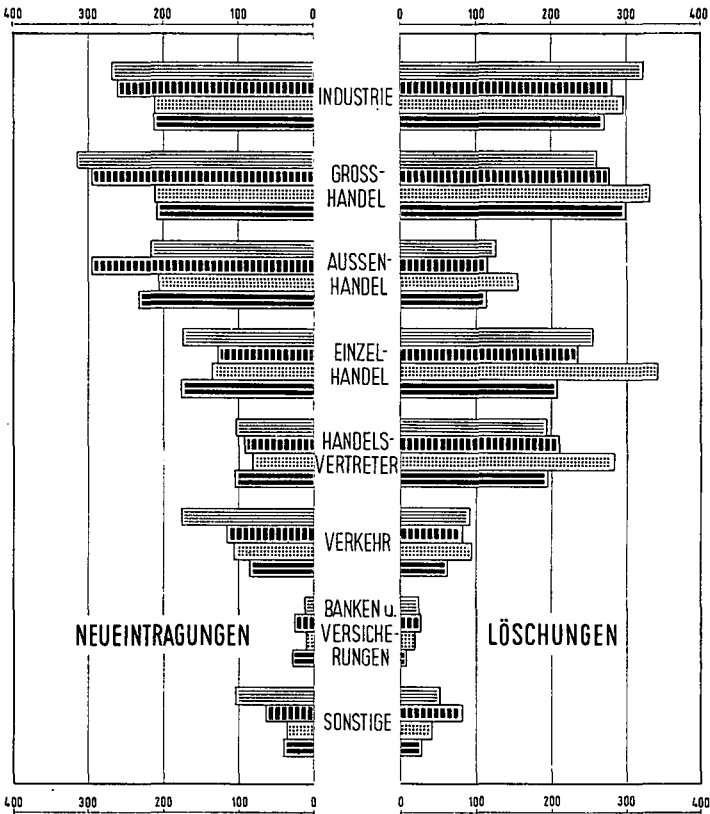 400 300 200 100 0 0 100 200 300 400
INDUSTRIE
GROSS-
HANDEL
AUSSEN-
HANDEL
EINZEL-
HANDEL
HANDELS-
VERTRETER
VERKEHR
BANKEN u.
VERSICHE-
RUNGEN
NEUEINTRAGUNGEN
LÖSCHUNGEN
SONSTIGE
400 300 200 100 0 0 100 200 300 400